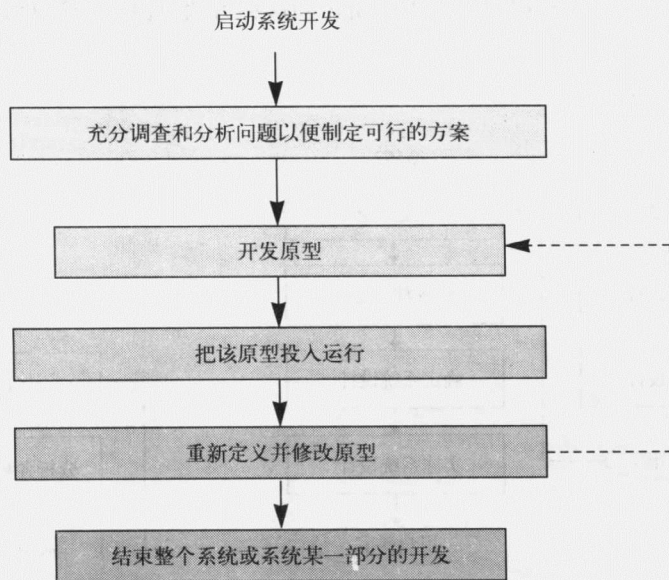 启动系统开发
充分调查和分析问题以便制定可行的方案
开发原型
把该原型投入运行
重新定义并修改原型
结束整个系统或系统某一部分的开发